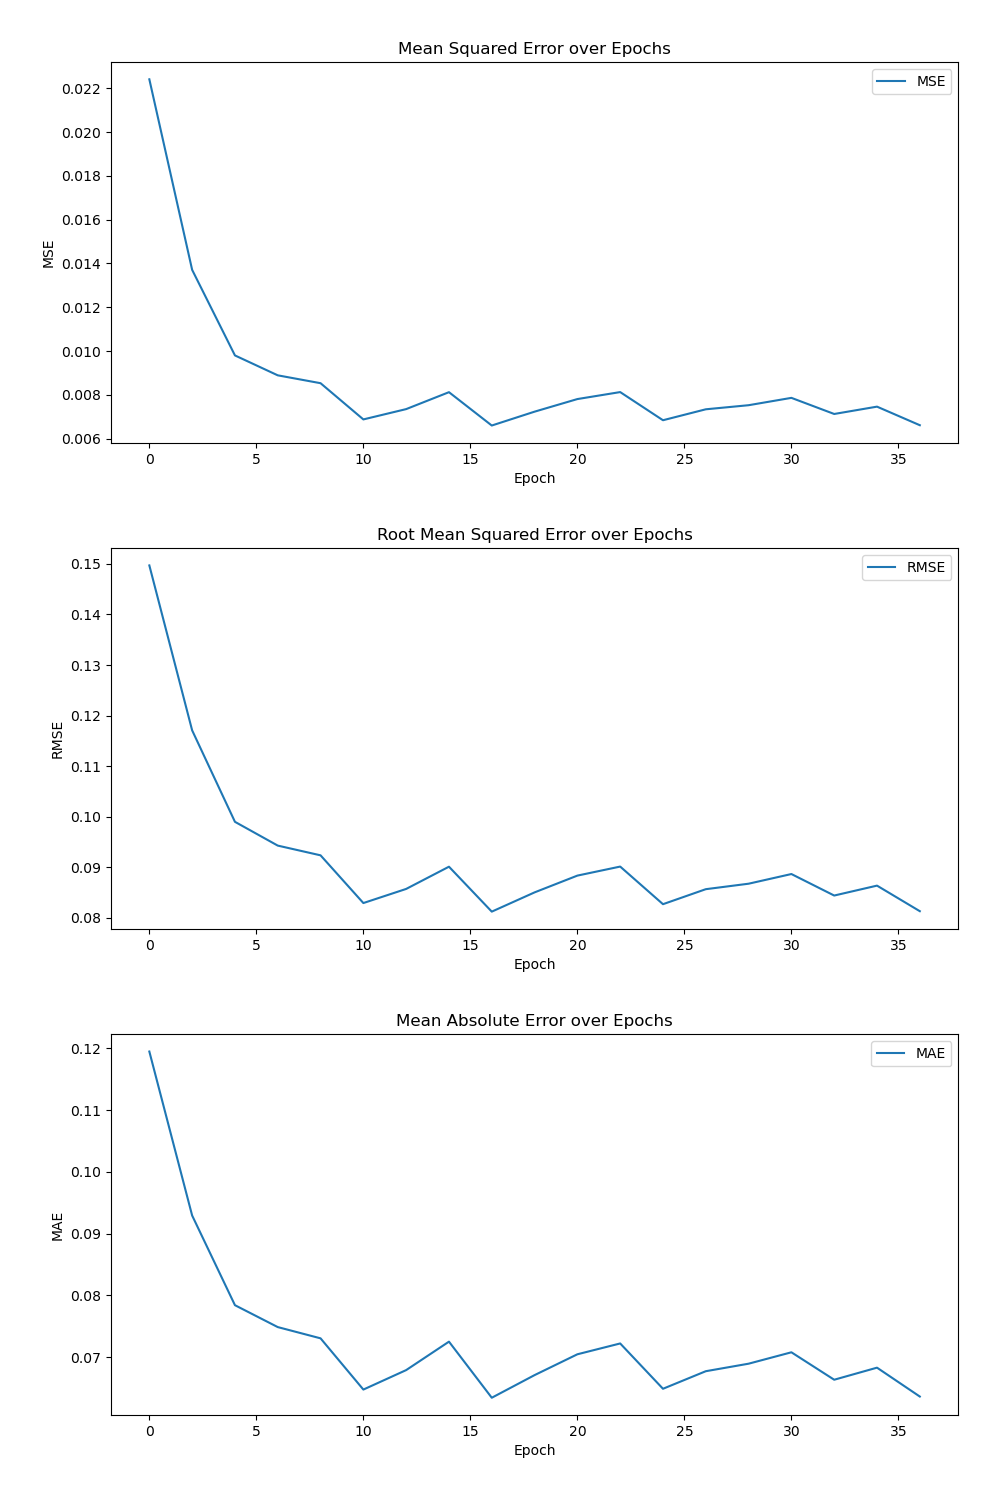 Mean Squared Error over Epochs
MSE
0.022
0.020
0.018
0.016
0.014
0.012
0.010
0.008
0.006
MSE
0 5 10 15 20 25 30 35
Epoch
Root Mean Squared Error over Epochs
RMSE
0.15
0.14
0.13
0.12
0.11
0.10
0.09
0.08
RMSE
0 5 10 15 20 25 30 35
Epoch
Mean Absolute Error over Epochs
MAE
0.12
0.11
0.10
0.09
0.08
0.07
MAE
0 5 10 15 20 25 30 35
Epoch